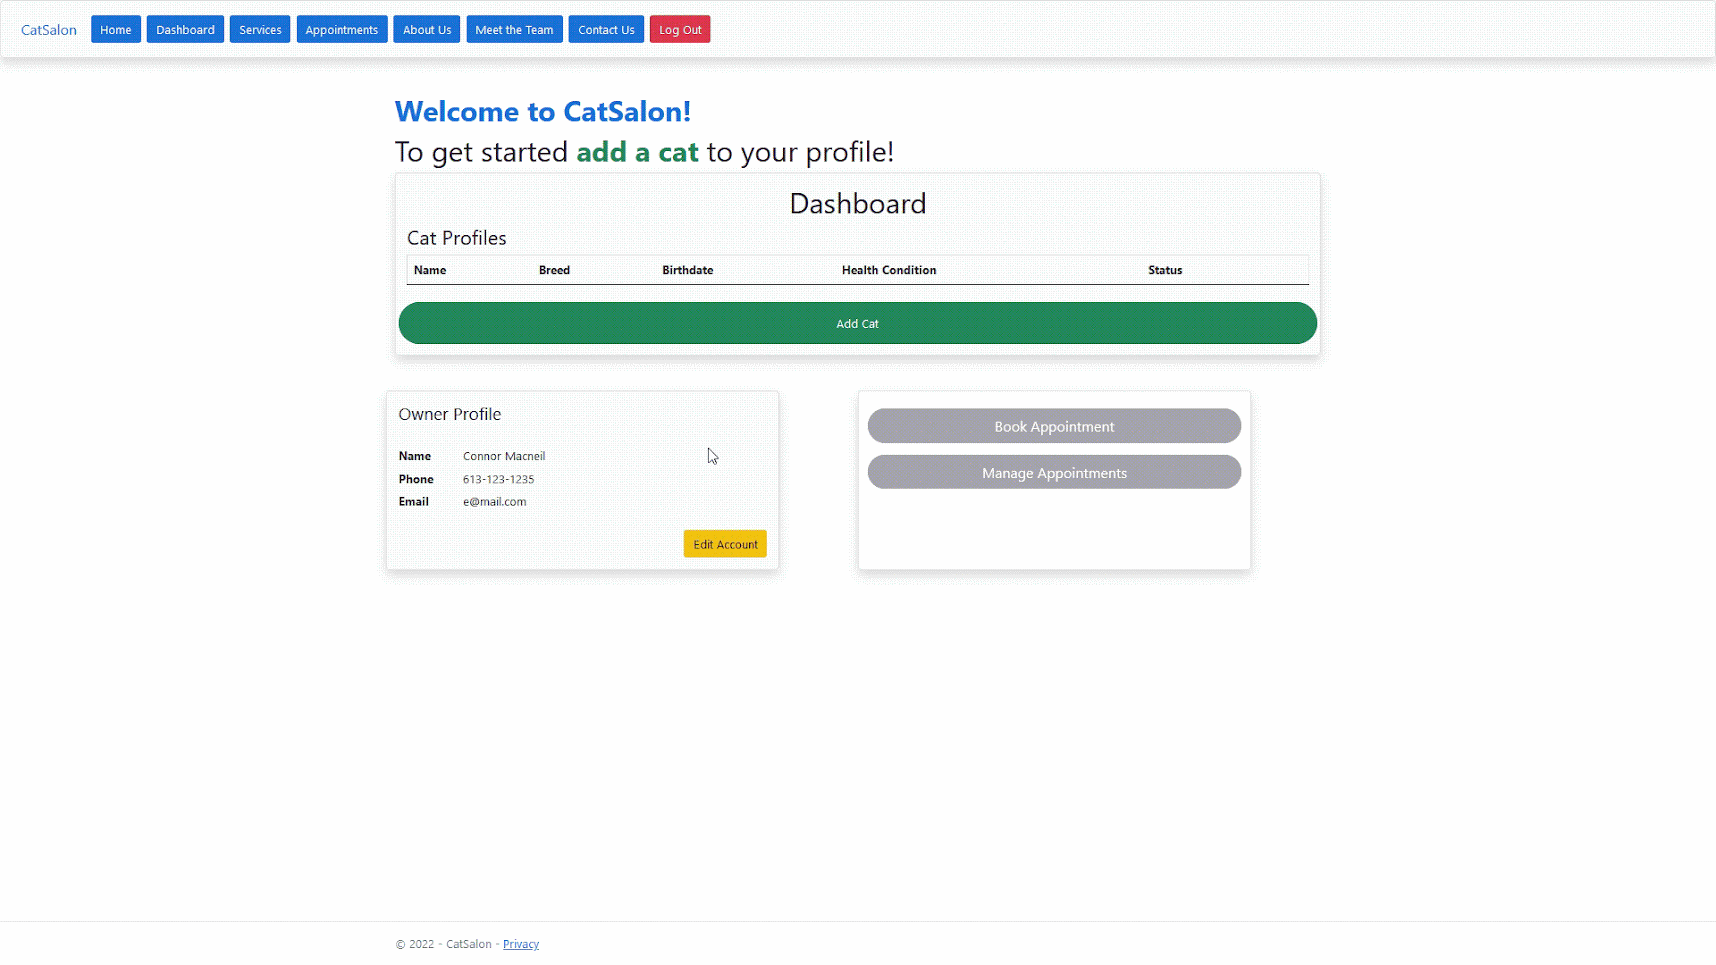 CatSalon Home Dashboard Services Appointments About Us Meet the Team Contact Us Log Out
Welcome to CatSalon!
To get started add a cat to your profile!
Dashboard
Cat Profiles
Name Breed Birthdate Health Condition Status
Add Cat
Owner Profile
Name Connor Macneil
Phone 613-123-1235
Email e@mail.com
Edit Account
Book Appointment
Manage Appointments
© 2022 - CatSalon - Privacy